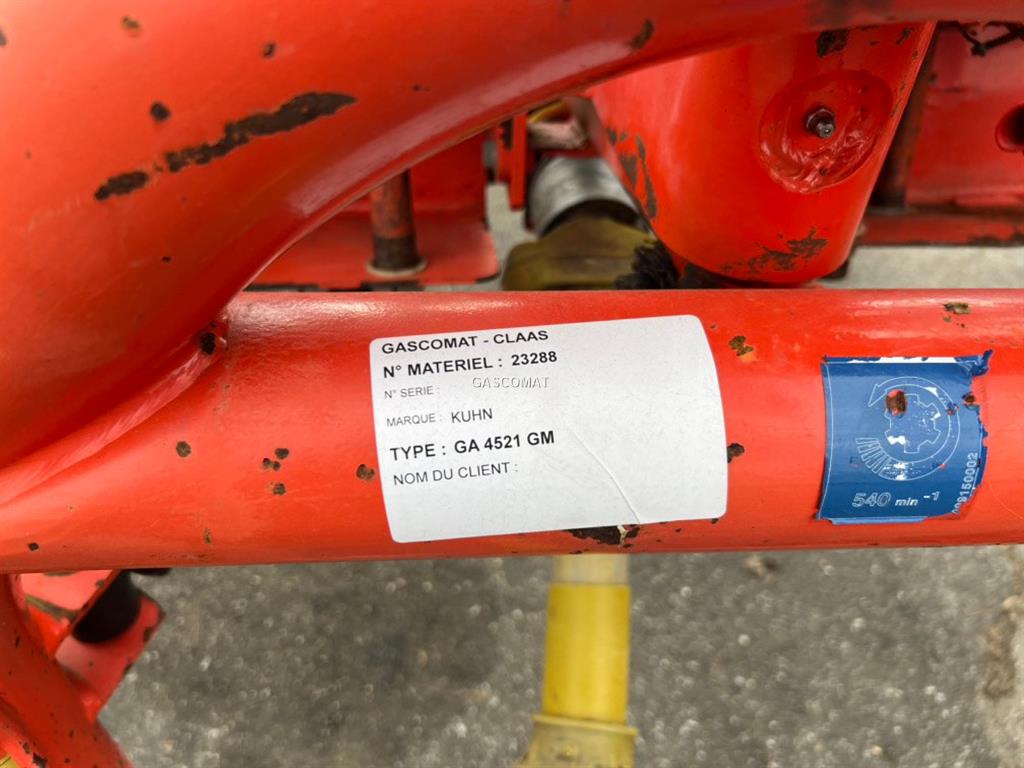 GASCOMAT - CLAAS
N° MATERIEL : 23288
N° SERIE :
GASCOMAT
MARQUE : KUHN
TYPE : GA 4521 GM
NOM DU CLIENT :
540 min -1